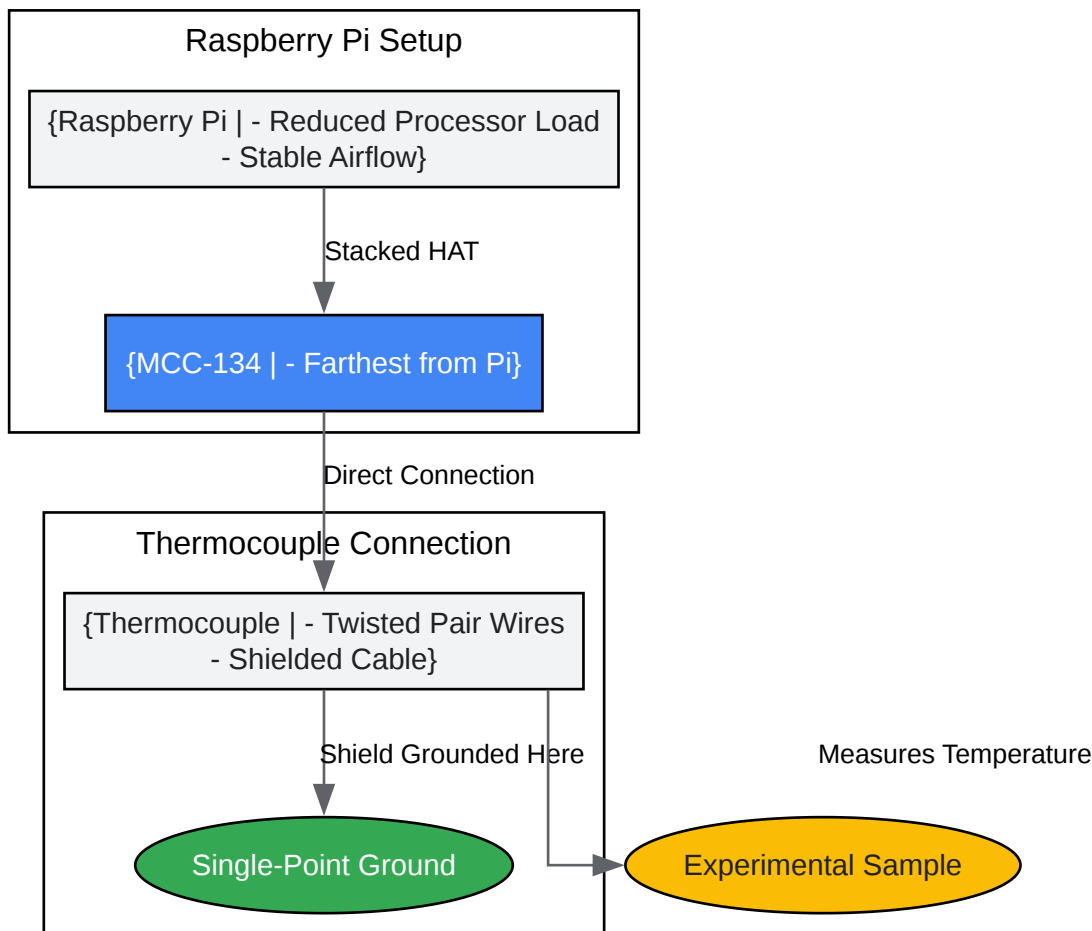 Raspberry Pi Setup
{Raspberry Pi | - Reduced Processor Load
- Stable Airflow}
Stacked HAT
{MCC-134 | - Farthest from Pi}
Direct Connection
Thermocouple Connection
{Thermocouple | - Twisted Pair Wires
- Shielded Cable}
Shield Grounded Here
Measures Temperature
Single-Point Ground
Experimental Sample